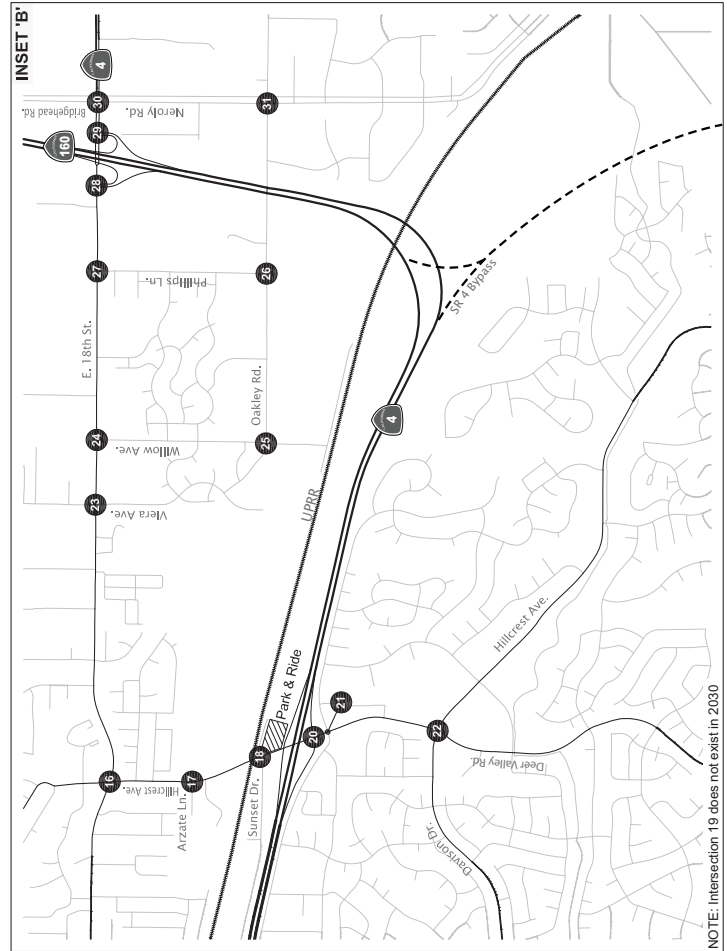 INSET 'B'
CALIFORNIA
4
Bridgehead Rd.
30
Neroly Rd.
31
29
CALIFORNIA
160
28
27
Phillips Ln.
26
E. 18th St.
SR 4 Bypass
Oakley Rd.
24
Willow Ave.
25
CALIFORNIA
4
23
Viera Ave.
UPRR
Hillcrest Ave.
Park & Ride
21
20
22
18
16
Hillcrest Ave.
17
Arzate Ln.
Sunset Dr.
Deer Valley Rd.
Davison Dr.
NOTE: Intersection 19 does not exist in 2030